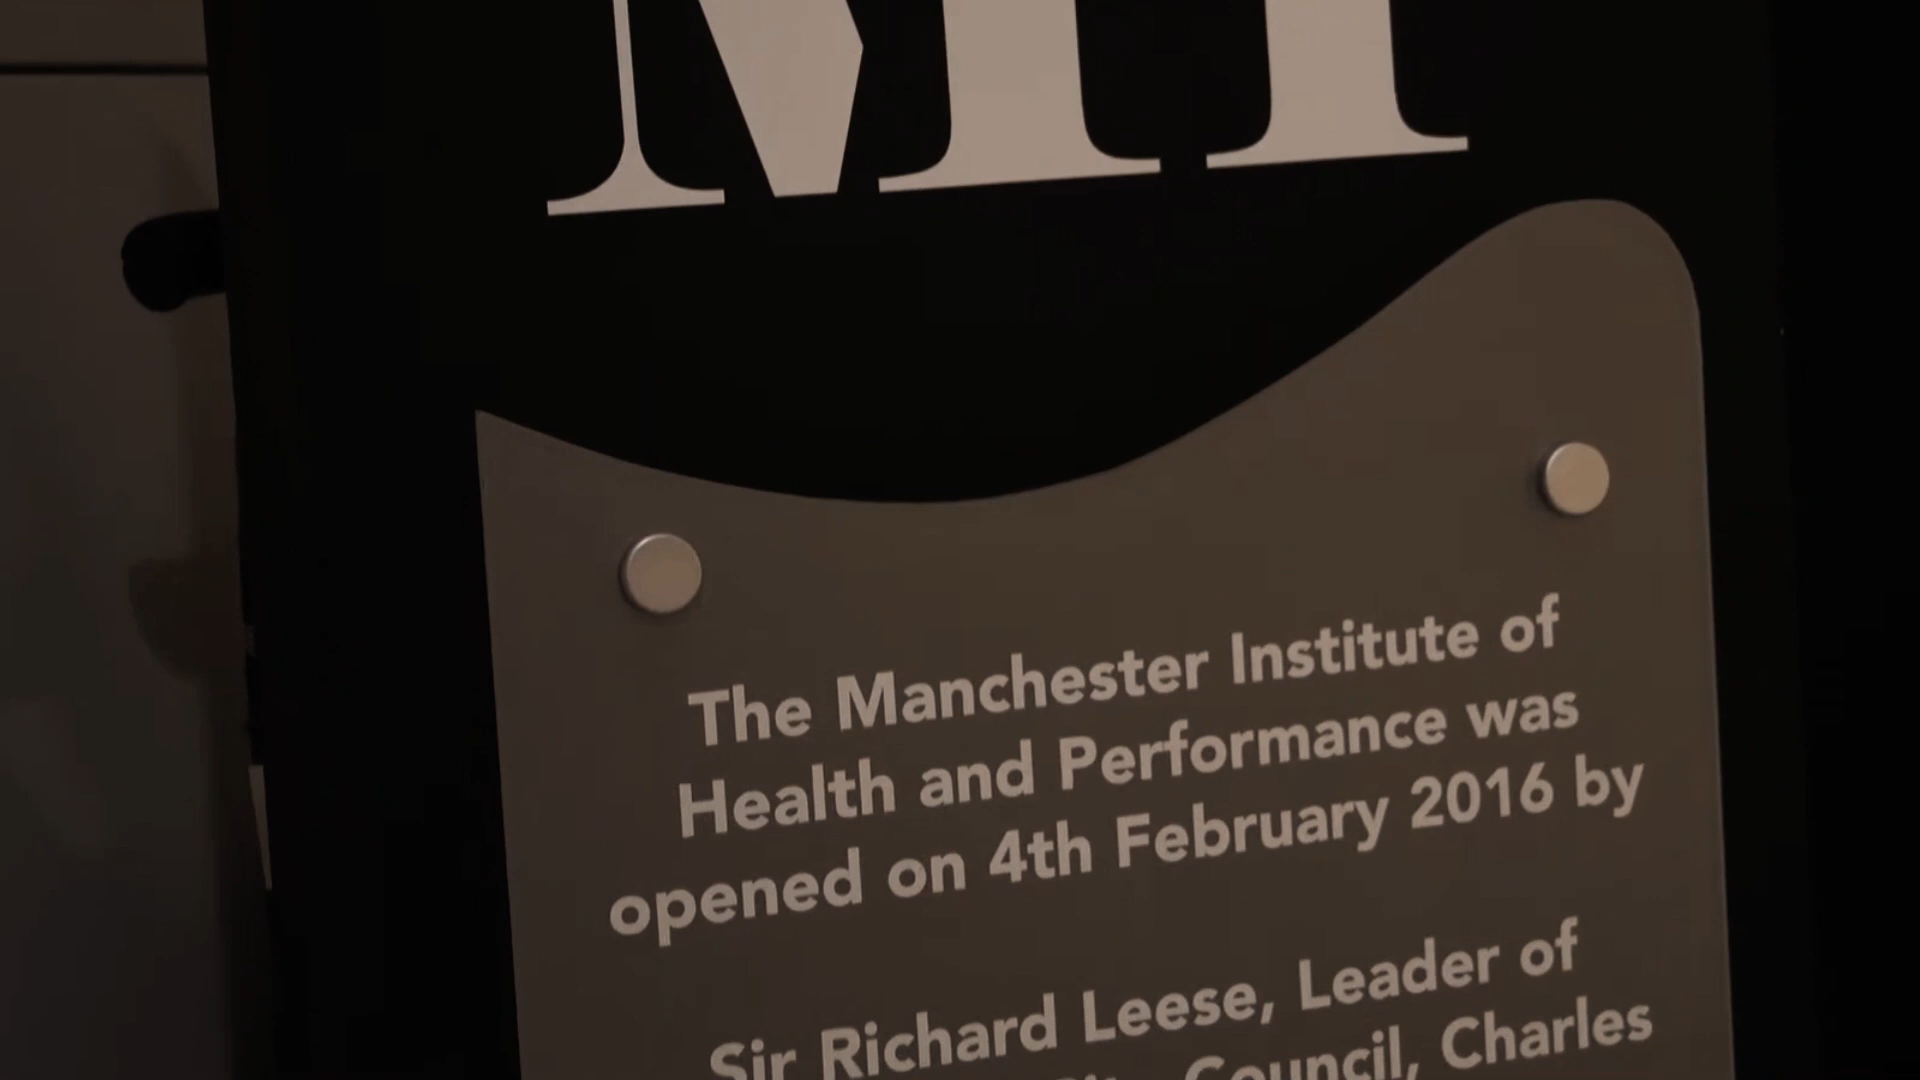 The Manchester Institute of
Health and Performance was
opened on 4th February 2016 by
Sir Richard Leese, Leader of
Council, Charles